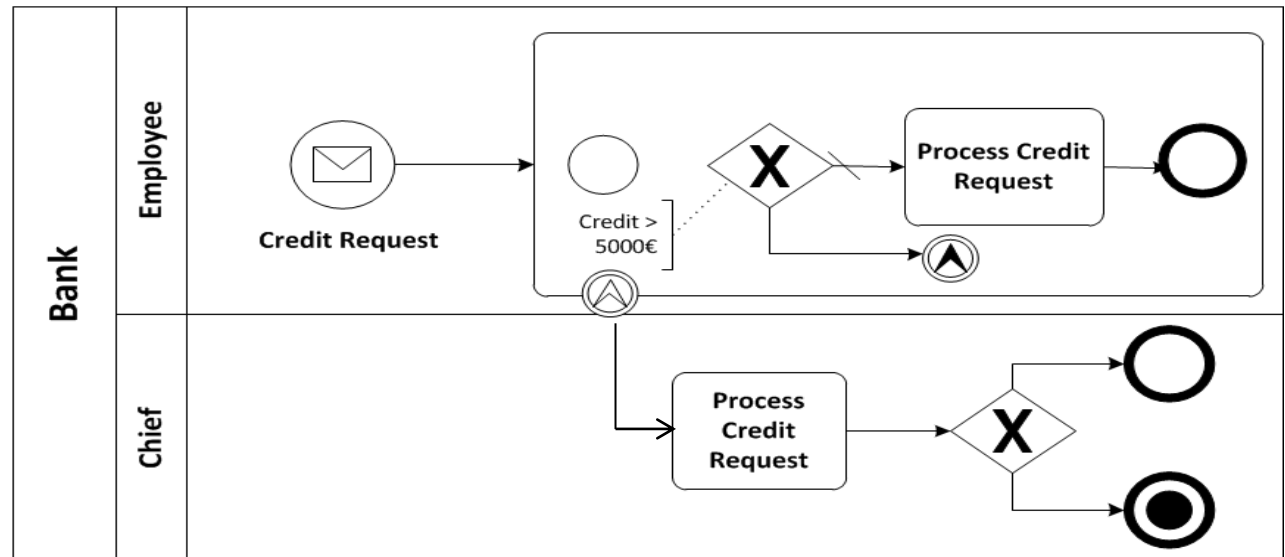 Bank
Employee
Credit Request
Credit >
5000€
X
Process Credit
Request
Chief
Process
Credit
Request
X